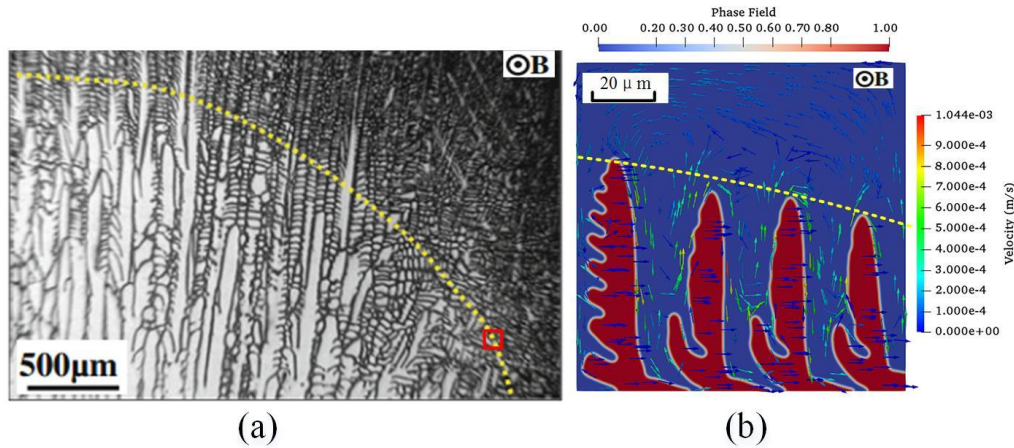 ⊙B
500μm
(a)
Phase Field
0.00 0.20 0.30 0.40 0.50 0.60 0.70 0.80 1.00
20 μ m
⊙B
1.044e-03
9.000e-4
8.000e-4
7.000e-4
6.000e-4
5.000e-4
4.000e-4
3.000e-4
2.000e-4
1.000e-4
0.000e+00
Velocity (m/s)
(b)